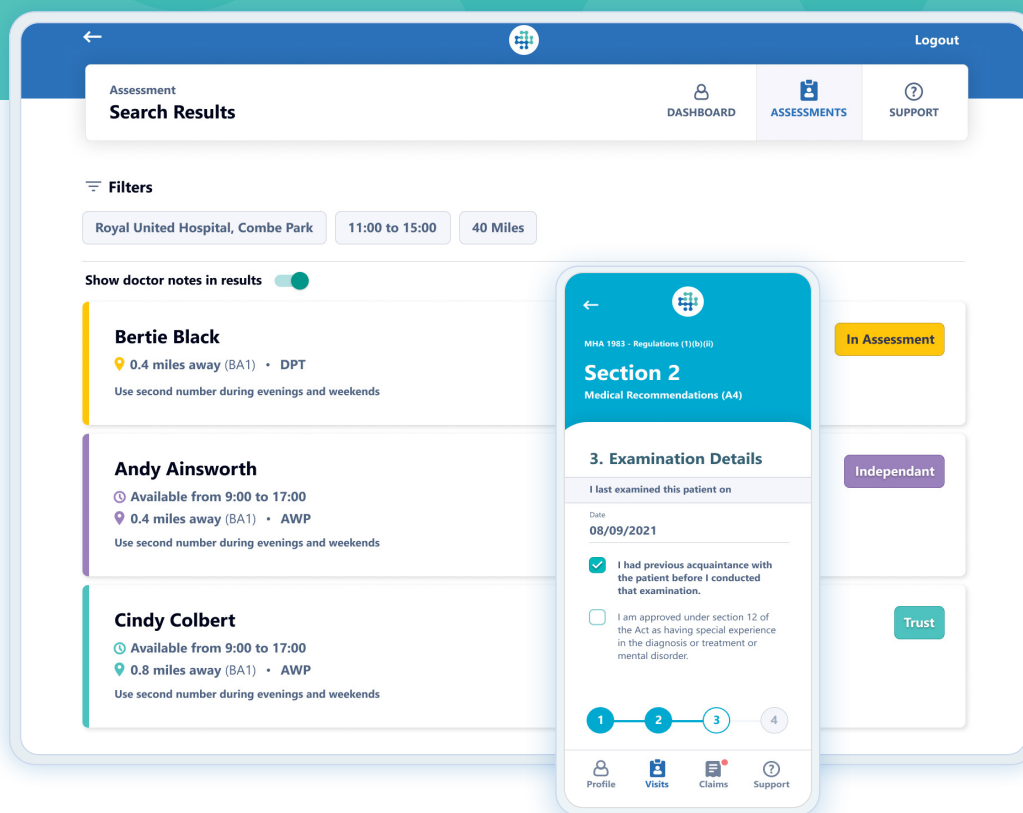 Logout
Assessment
Search Results
DASHBOARD
ASSESSMENTS
SUPPORT
Filters
Royal United Hospital, Combe Park
11:00 to 15:00
40 Miles
Show doctor notes in results
Bertie Black
0.4 miles away (BA1) • DPT
Use second number during evenings and weekends
In Assessment
Andy Ainsworth
Available from 9:00 to 17:00
0.4 miles away (BA1) • AWP
Use second number during evenings and weekends
Independant
Cindy Colbert
Available from 9:00 to 17:00
0.8 miles away (BA1) • AWP
Use second number during evenings and weekends
Trust
MHA 1983 - Regulations (1)(b)(ii)
Section 2
Medical Recommendations (A4)
3. Examination Details
I last examined this patient on
Date
08/09/2021
I had previous acquaintance with
the patient before I conducted
that examination.
I am approved under section 12 of
the Act as having special experience
in the diagnosis or treatment or
mental disorder.
1
2
3
4
Profile
Visits
Claims
Support